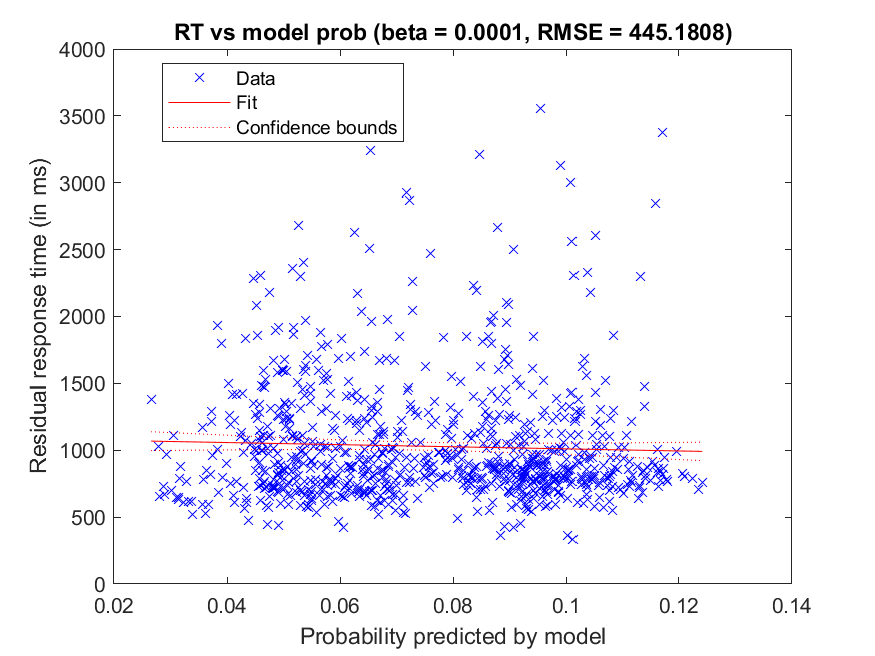 RT vs model prob (beta = 0.0001, RMSE = 445.1808)
4000
3500
3000
2500
2000
1500
1000
500
0
Residual response time (in ms)
Data
Fit
Confidence bounds
0.02
0.04
0.06
0.08
0.1
0.12
0.14
Probability predicted by model